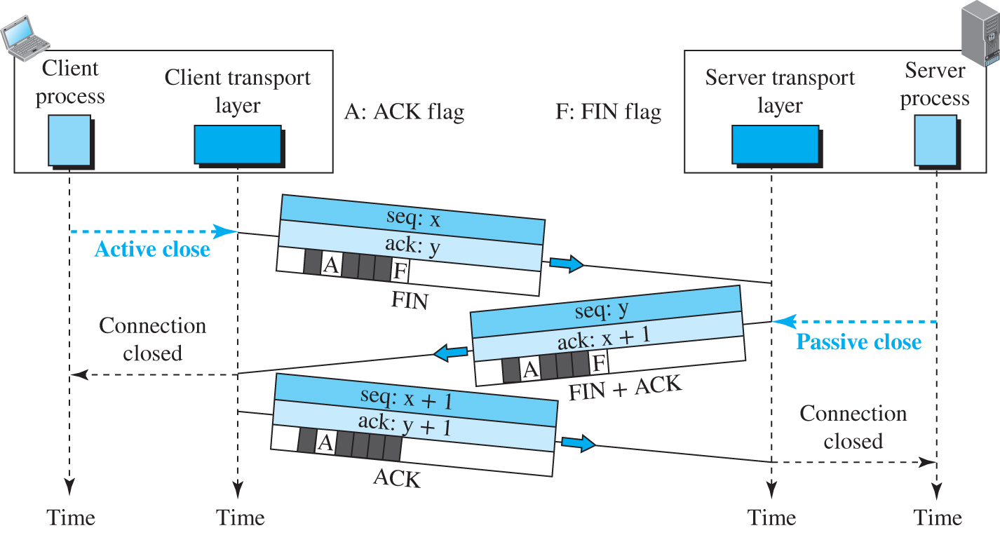 Client
process
Client transport
layer
A: ACK flag
F: FIN flag
Server transport
layer
Server
process
seq: x
ack: y
A F
FIN
Active close
seq: y
ack: x + 1
A F
FIN + ACK
Passive close
Connection
closed
seq: x + 1
ack: y + 1
A
ACK
Connection
closed
Time
Time
Time
Time